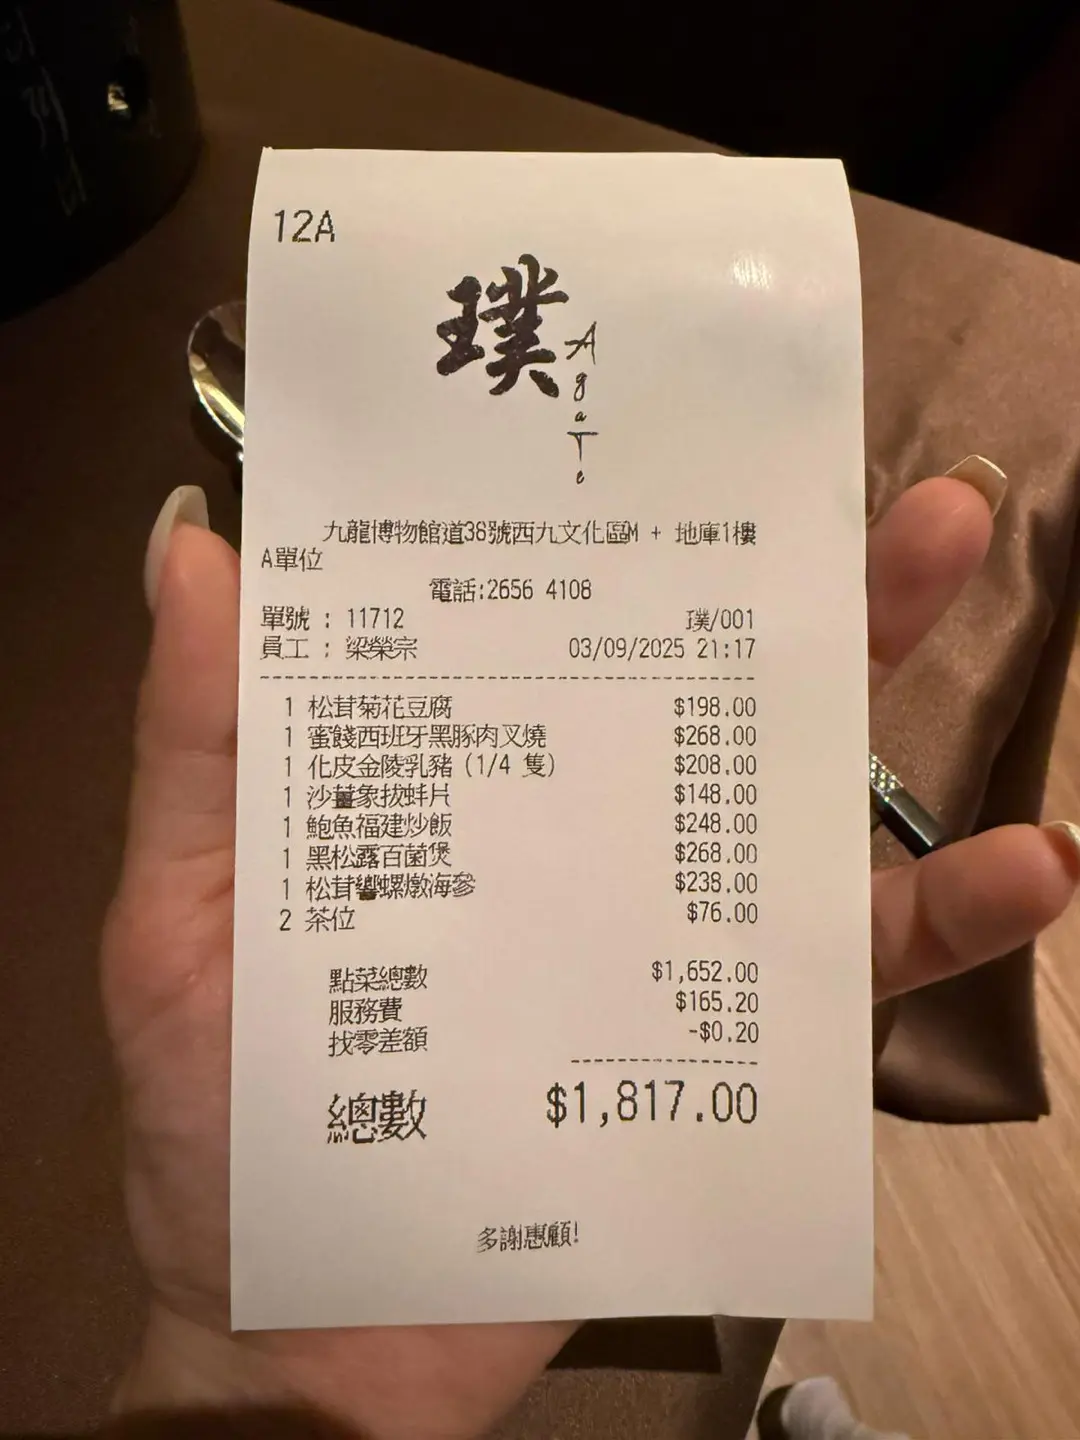 12A
璞
Agate
九龍博物館道38號西九文化區M + 地庫1樓
A單位
電話:2656 4108
單號 : 11712 璞/001
員工 : 梁榮宗 03/09/2025 21:17
1 松茸菊花豆腐 $198.00
1 蜜餞西班牙黑豚肉叉燒 $268.00
1 化皮金陵乳豬 (1/4 隻) $208.00
1 沙薑象拔蚌片 $148.00
1 鮑魚福建炒飯 $248.00
1 黑松露百菌煲 $268.00
1 松茸響螺燉海參 $238.00
2 茶位 $76.00
點菜總數 $1,652.00
服務費 $165.20
找零差額 -$0.20
總數 $1,817.00
多謝惠顧!